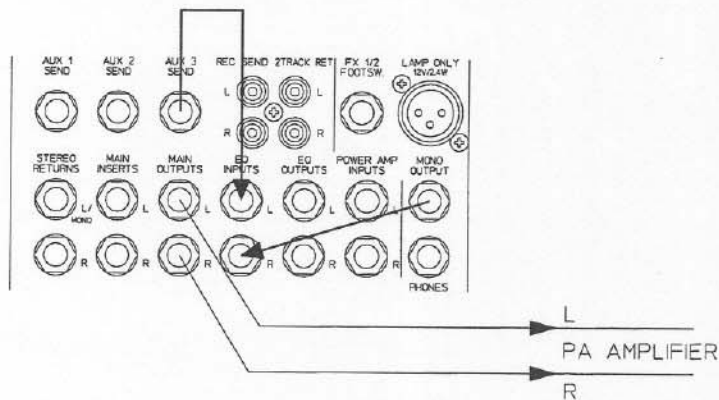 AUX 1 SEND
AUX 2 SEND
AUX 3 SEND
REC SEND
2TRACK RET
FX 1/2 FOOTSW.
LAMP ONLY
12V/2.4W
L
L
R
R
STEREO RETURNS
MAIN INSERTS
MAIN OUTPUTS
EQ INPUTS
EQ OUTPUTS
POWER AMP INPUTS
MONO OUTPUT
L/ MONO
L
L
L
L
L
R
R
R
R
R
R
PHONES
L
PA AMPLIFIER
R